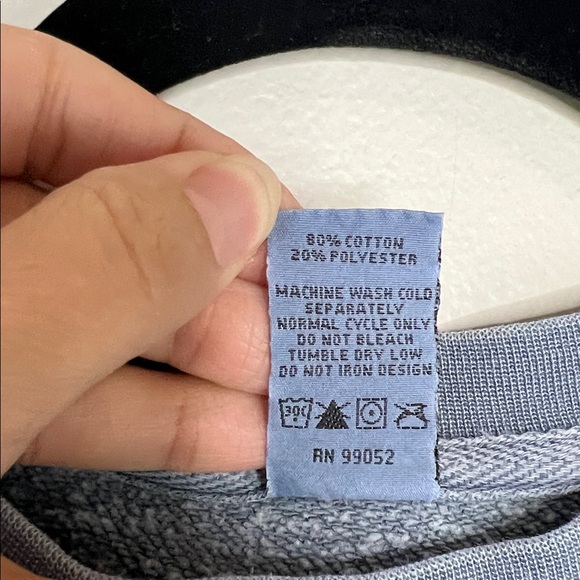 80% COTTON
20% POLYESTER
MACHINE WASH COLD
SEPARATELY
NORMAL CYCLE ONLY
DO NOT BLEACH
TUMBLE DRY LOW
DO NOT IRON DESIGN
30C
RN 99052